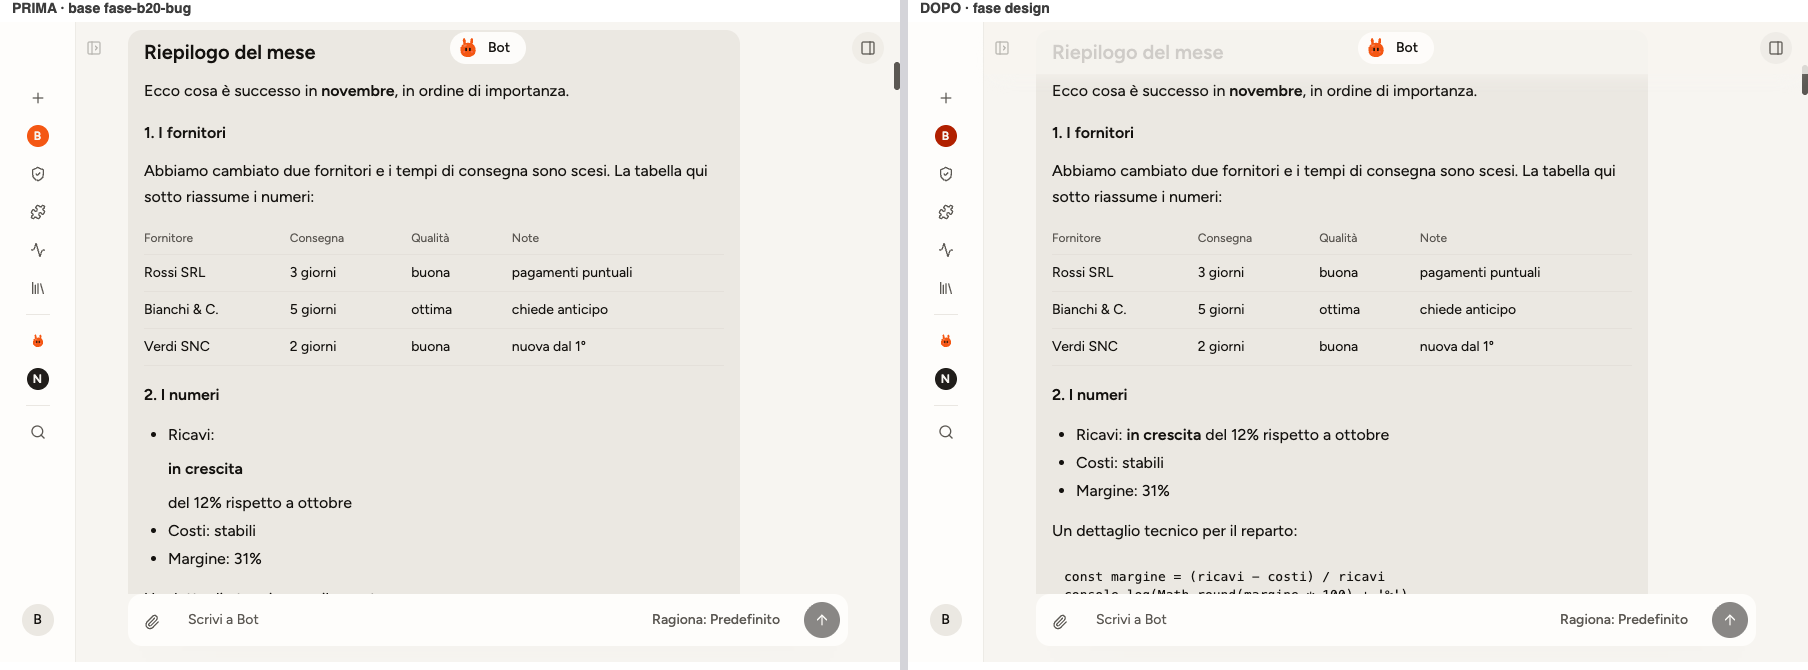 PRIMA · base fase-b20-bug
Bot
Riepilogo del mese
Ecco cosa è successo in novembre, in ordine di importanza.
1. I fornitori
Abbiamo cambiato due fornitori e i tempi di consegna sono scesi. La tabella qui
sotto riassume i numeri:
Fornitore Consegna Qualità Note
Rossi SRL 3 giorni buona pagamenti puntuali
Bianchi & C. 5 giorni ottima chiede anticipo
Verdi SNC 2 giorni buona nuova dal 1°
2. I numeri
• Ricavi:
in crescita
del 12% rispetto a ottobre
• Costi: stabili
• Margine: 31%
B
N
B
Scrivi a Bot
Ragiona: Predefinito
DOPO · fase design
Bot
Riepilogo del mese
Ecco cosa è successo in novembre, in ordine di importanza.
1. I fornitori
Abbiamo cambiato due fornitori e i tempi di consegna sono scesi. La tabella qui
sotto riassume i numeri:
Fornitore Consegna Qualità Note
Rossi SRL 3 giorni buona pagamenti puntuali
Bianchi & C. 5 giorni ottima chiede anticipo
Verdi SNC 2 giorni buona nuova dal 1°
2. I numeri
• Ricavi: in crescita del 12% rispetto a ottobre
• Costi: stabili
• Margine: 31%
Un dettaglio tecnico per il reparto:
const margine = (ricavi − costi) / ricavi
B
N
B
Scrivi a Bot
Ragiona: Predefinito